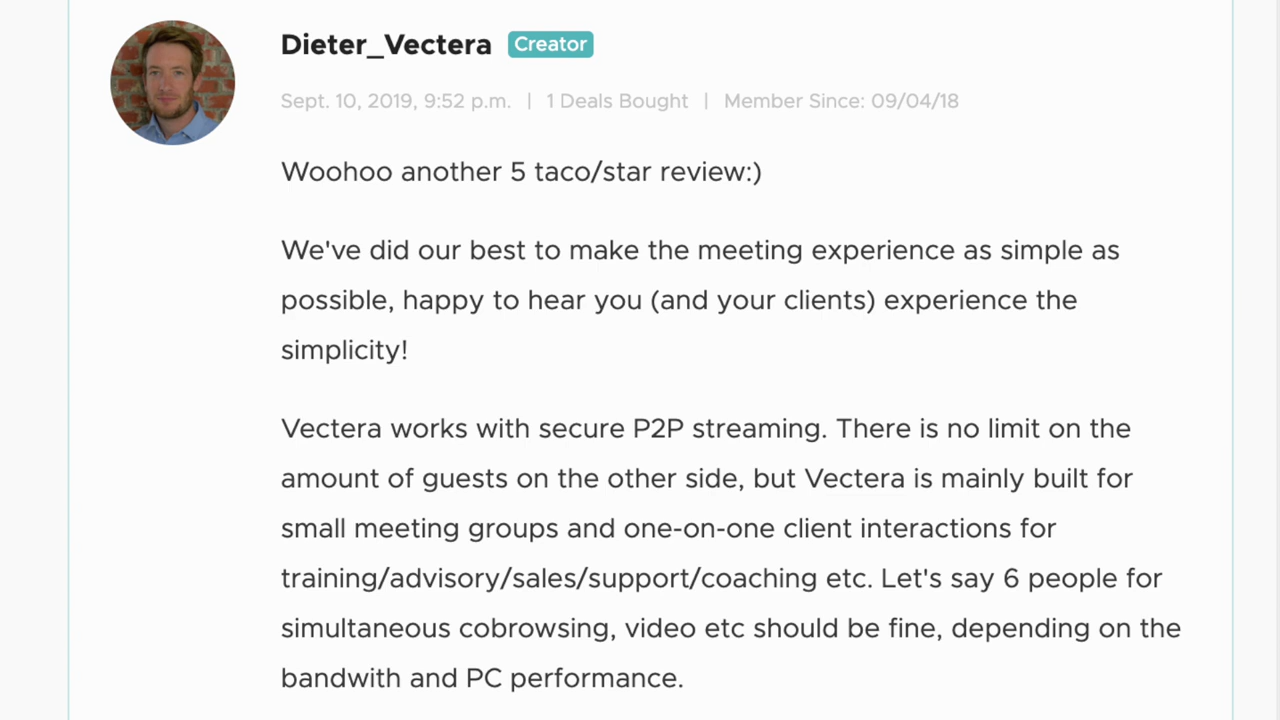 Dieter_Vectera Creator
Sept. 10, 2019, 9:52 p.m. | 1 Deals Bought | Member Since: 09/04/18
Woohoo another 5 taco/star review:)
We've did our best to make the meeting experience as simple as
possible, happy to hear you (and your clients) experience the
simplicity!
Vectera works with secure P2P streaming. There is no limit on the
amount of guests on the other side, but Vectera is mainly built for
small meeting groups and one-on-one client interactions for
training/advisory/sales/support/coaching etc. Let's say 6 people for
simultaneous cobrowsing, video etc should be fine, depending on the
bandwith and PC performance.